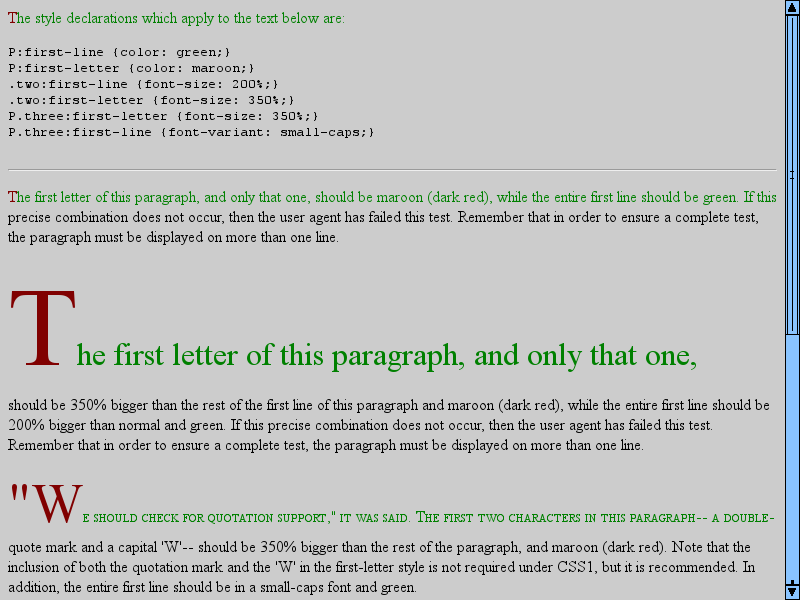 The style declarations which apply to the text below are:
P:first-line {color: green;}
P:first-letter {color: maroon;}
.two:first-line {font-size: 200%;}
.two:first-letter {font-size: 350%;}
P.three:first-letter {font-size: 350%;}
P.three:first-line {font-variant: small-caps;}
The first letter of this paragraph, and only that one, should be maroon (dark red), while the entire first line should be green. If this
precise combination does not occur, then the user agent has failed this test. Remember that in order to ensure a complete test,
the paragraph must be displayed on more than one line.
The first letter of this paragraph, and only that one,
should be 350% bigger than the rest of the first line of this paragraph and maroon (dark red), while the entire first line should be
200% bigger than normal and green. If this precise combination does not occur, then the user agent has failed this test.
Remember that in order to ensure a complete test, the paragraph must be displayed on more than one line.
"We should check for quotation support," it was said. The first two characters in this paragraph-- a double-
quote mark and a capital 'W'-- should be 350% bigger than the rest of the paragraph, and maroon (dark red). Note that the
inclusion of both the quotation mark and the 'W' in the first-letter style is not required under CSS1, but it is recommended. In
addition, the entire first line should be in a small-caps font and green.